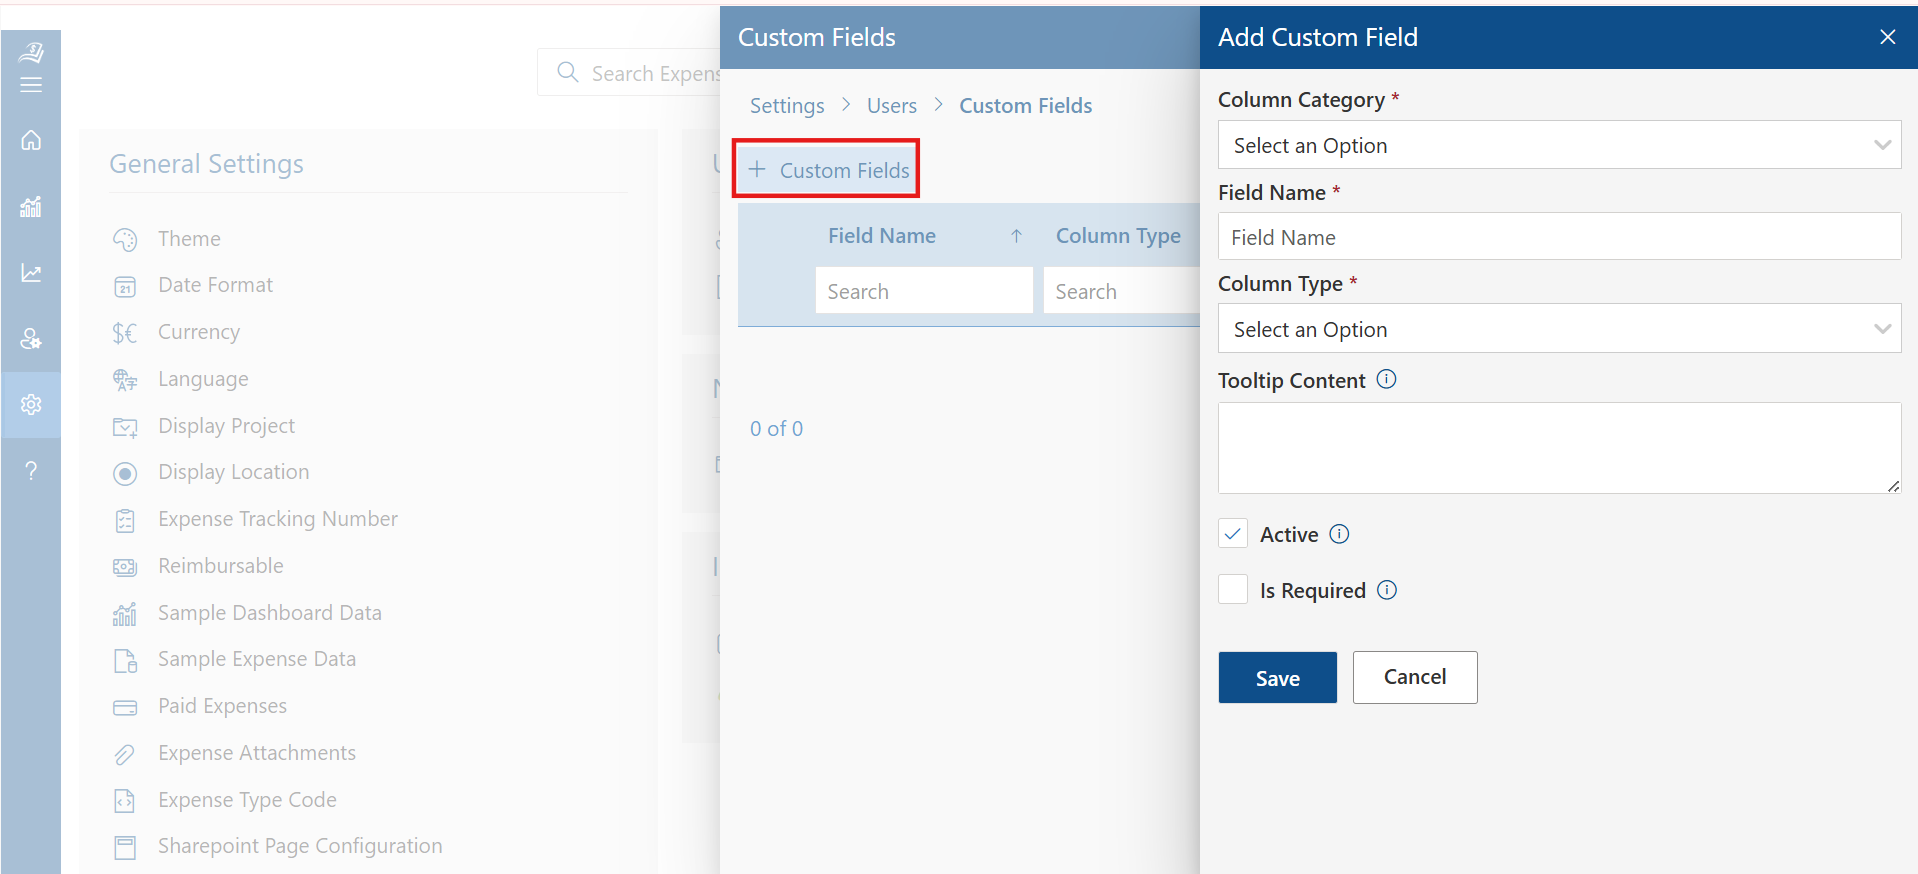 Search Expens
General Settings
Theme
21
Date Format
$€
Currency
Language
Display Project
Display Location
Expense Tracking Number
Reimbursable
Sample Dashboard Data
Sample Expense Data
Paid Expenses
Expense Attachments
Expense Type Code
Sharepoint Page Configuration
?
Custom Fields
Settings > Users > Custom Fields
+ Custom Fields
Field Name ↑ Column Type
Search Search
0 of 0
Add Custom Field
Column Category *
Select an Option
Field Name *
Field Name
Column Type *
Select an Option
Tooltip Content
Active
Is Required
Save Cancel